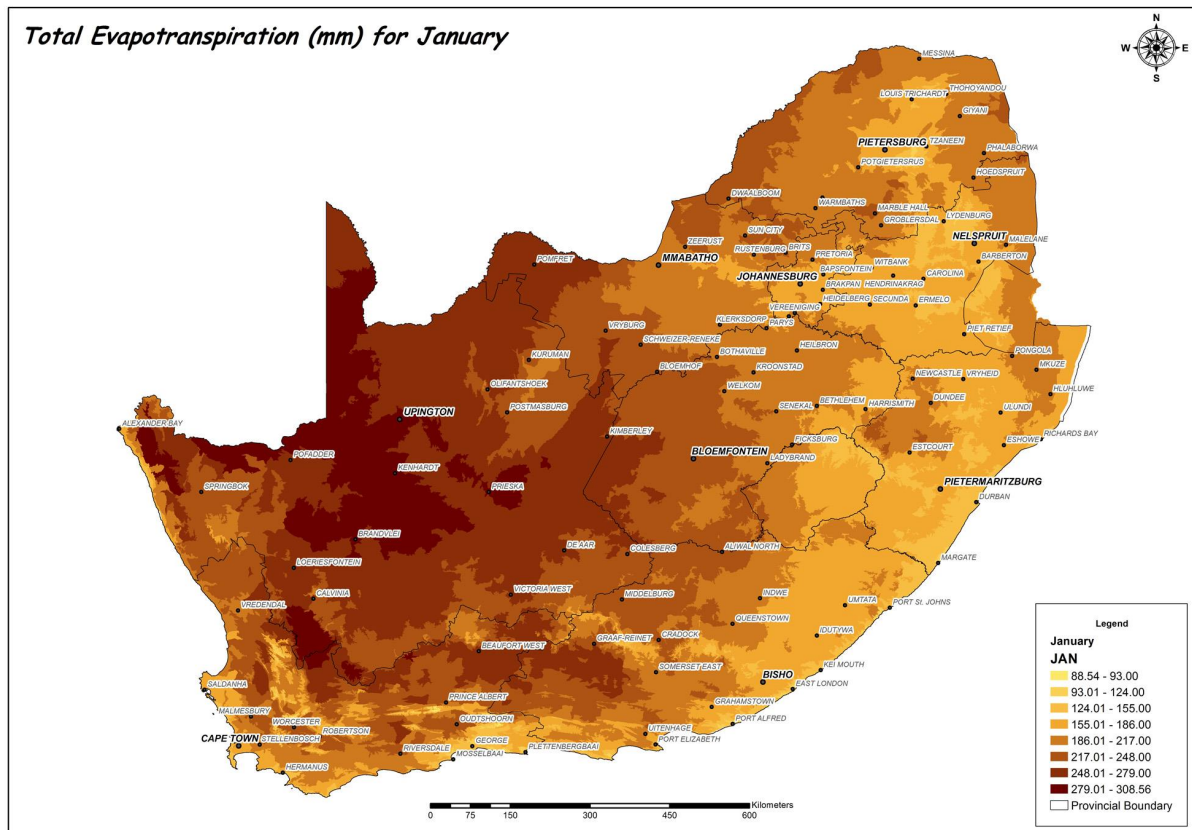 Total Evapotranspiration (mm) for January
N
W
E
S
MESSINA
LOUIS TRICHARDT
THOHOYANDOU
GIYANI
PIETERSBURG
TZANEEN
PHALABORWA
POTGIETERSRUS
HOEDSPRUIT
DWAALBOOM
WARMBATHS
MARBLE HALL
GROBLERSDAL
LYDENBURG
SUN CITY
NELSPRUIT
MALELANE
ZEERUST
RUSTENBURG
BRITS
PRETORIA
POMFRET
MMABATHO
BARBERTON
WITBANK
JOHANNESBURG
BAPSFONTEIN
CAROLINA
BRAKPAN
HENDRINAKRAG
HEIDELBERG
SECUNDA
ERMELO
VEREENIGING
KLERKSDORP
PARYS
VRYBURG
PIET RETIEF
SCHWEIZER-RENEKE
HEILBRON
BOTHAVILLE
PONGOLA
KURUMAN
BLOEMHOF
KROONSTAD
MKUZE
NEWCASTLE
VRYHEID
OLIFANTSHOEK
WELKOM
HLUHLUWE
POSTMASBURG
SENEKAL
BETHLEHEM
HARRISMITH
DUNDEE
ULUNDI
UPINGTON
ALEXANDER BAY
KIMBERLEY
FICKSBURG
RICHARDS BAY
ESHOWE
ESTCOURT
BLOEMFONTEIN
LADYBRAND
POFADDER
KENHARDT
SPRINGBOK
PRIESKA
PIETERMARITZBURG
DURBAN
BRANDVLEI
DE AAR
COLESBERG
ALIWAL NORTH
LOERIESFONTEIN
MARGATE
VICTORIA WEST
MIDDELBURG
INDWE
CALVINIA
VREDENDAL
UMTATA
PORT St. JOHNS
QUEENSTOWN
IDUTYWA
BEAUFORT WEST
GRAAF-REINET
CRADOCK
SOMERSET EAST
BISHO
KEI MOUTH
EAST LONDON
SALDANHA
PRINCE ALBERT
GRAHAMSTOWN
MALMESBURY
WORCESTER
ROBERTSON
OUDTSHOORN
PORT ALFRED
UITENHAGE
CAPE TOWN
STELLENBOSCH
GEORGE
PORT ELIZABETH
RIVERSDALE
MOSSELBAAI
PLETTENBERGBAAI
HERMANUS
Kilometers
0 75 150 300 450 600
Legend
January
JAN
88.54 - 93.00
93.01 - 124.00
124.01 - 155.00
155.01 - 186.00
186.01 - 217.00
217.01 - 248.00
248.01 - 279.00
279.01 - 308.56
Provincial Boundary